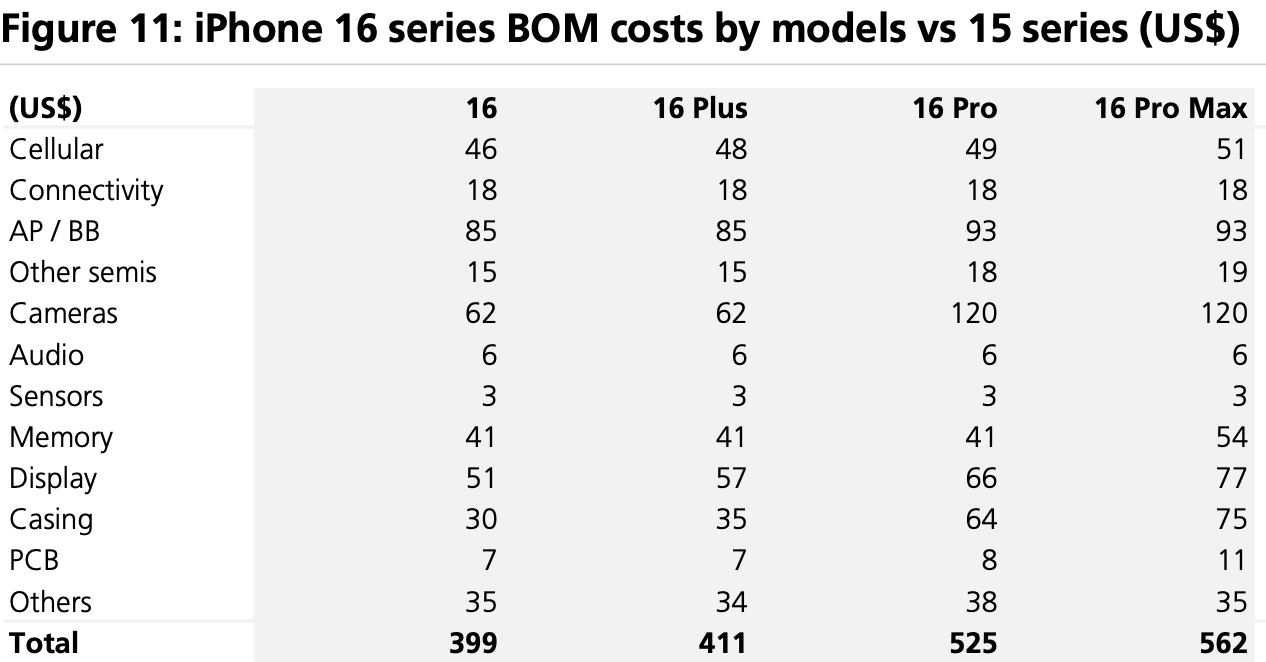 Figure 11: iPhone 16 series BOM costs by models vs 15 series (US$)
(US$) 16 16 Plus 16 Pro 16 Pro Max
Cellular 46 48 49 51
Connectivity 18 18 18 18
AP / BB 85 85 93 93
Other semis 15 15 18 19
Cameras 62 62 120 120
Audio 6 6 6 6
Sensors 3 3 3 3
Memory 41 41 41 54
Display 51 57 66 77
Casing 30 35 64 75
PCB 7 7 8 11
Others 35 34 38 35
Total 399 411 525 562